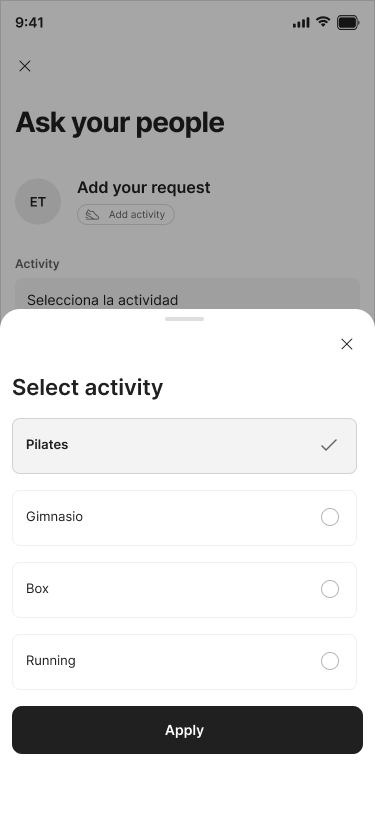 9:41
Ask your people
ET
Add your request
Add activity
Activity
Selecciona la actividad
Select activity
Pilates
Gimnasio
Box
Running
Apply